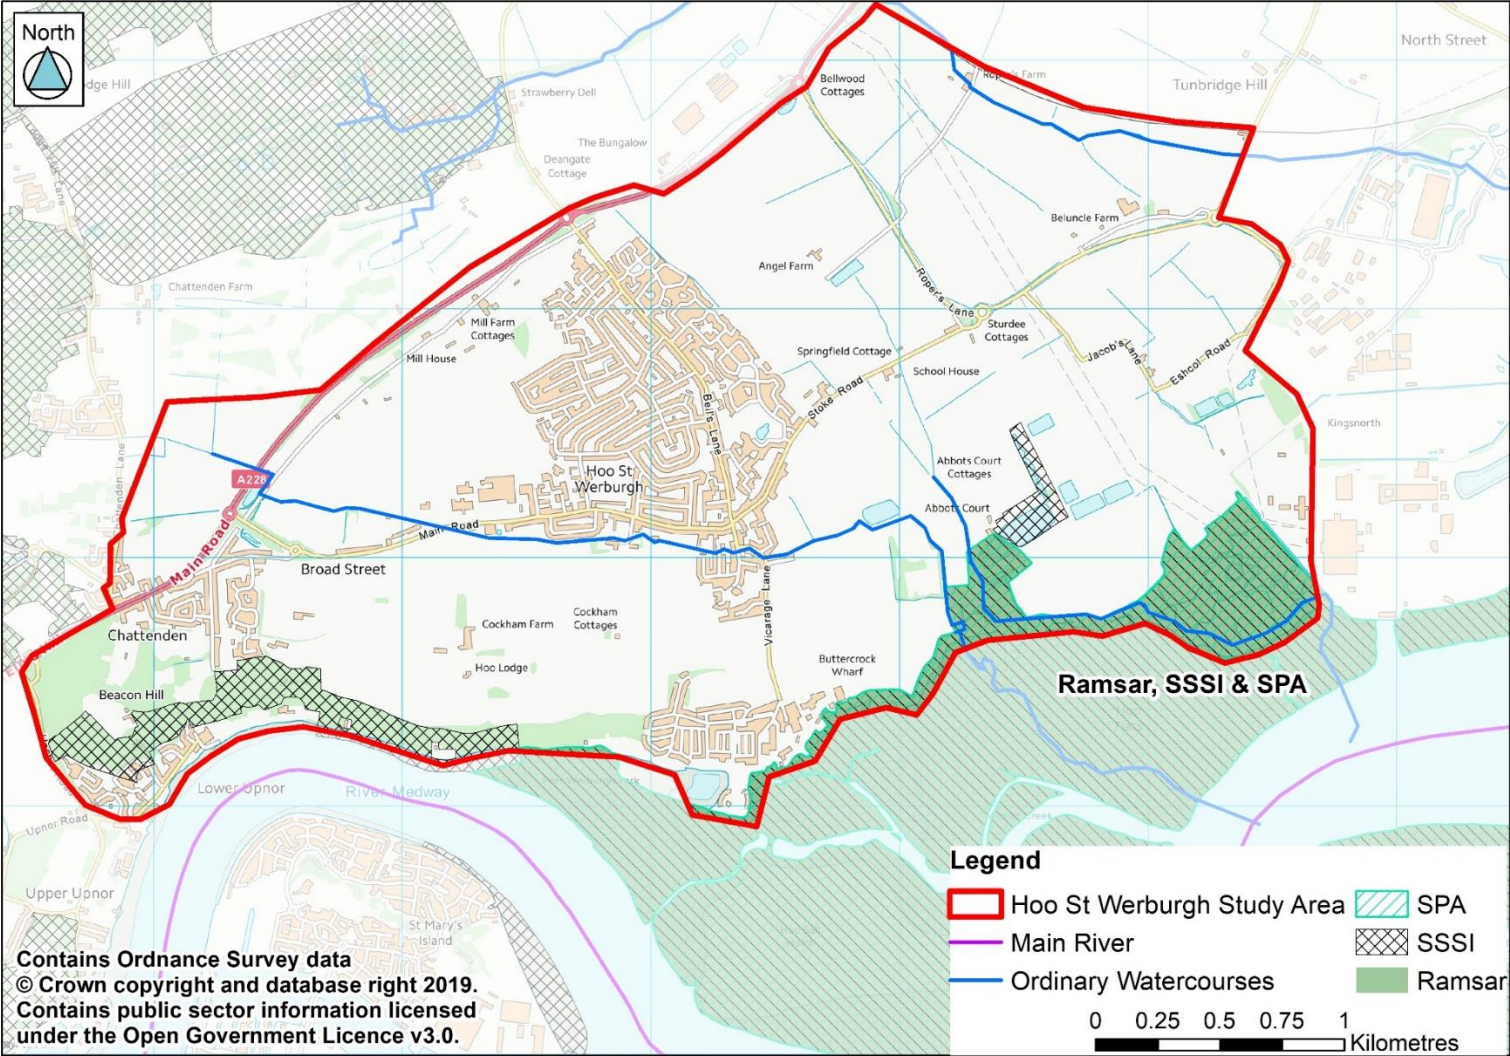 North
North Street
Tunbridge Hill
Bellwood
Cottages
Strawberry Dell
The Bungalow
Deangate
Cottage
Beluncle Farm
Angel Farm
Chattenden Farm
Roper's Lane
Mill Farm
Cottages
Mill House
Sturdee
Cottages
Springfield Cottage
School House
Jacob's Lane
Eshcol Road
Stoke Road
Bell's Lane
Kingsnorth
Hoo St
Werburgh
A228
Abbots Court
Cottages
Abbots Court
Main Road
Main Road
Broad Street
Vicarage Lane
Chattenden
Cockham Farm
Cockham
Cottages
Hoo Lodge
Buttercrock
Wharf
Beacon Hill
Ramsar, SSSI & SPA
Lower Upnor
River Medway
Upnor Road
Creek
Upper Upnor
St Mary's
Island
Legend
Hoo St Werburgh Study Area
SPA
Main River
SSSI
Ordinary Watercourses
Ramsar
0 0.25 0.5 0.75 1
Kilometres
Contains Ordnance Survey data
© Crown copyright and database right 2019.
Contains public sector information licensed
under the Open Government Licence v3.0.